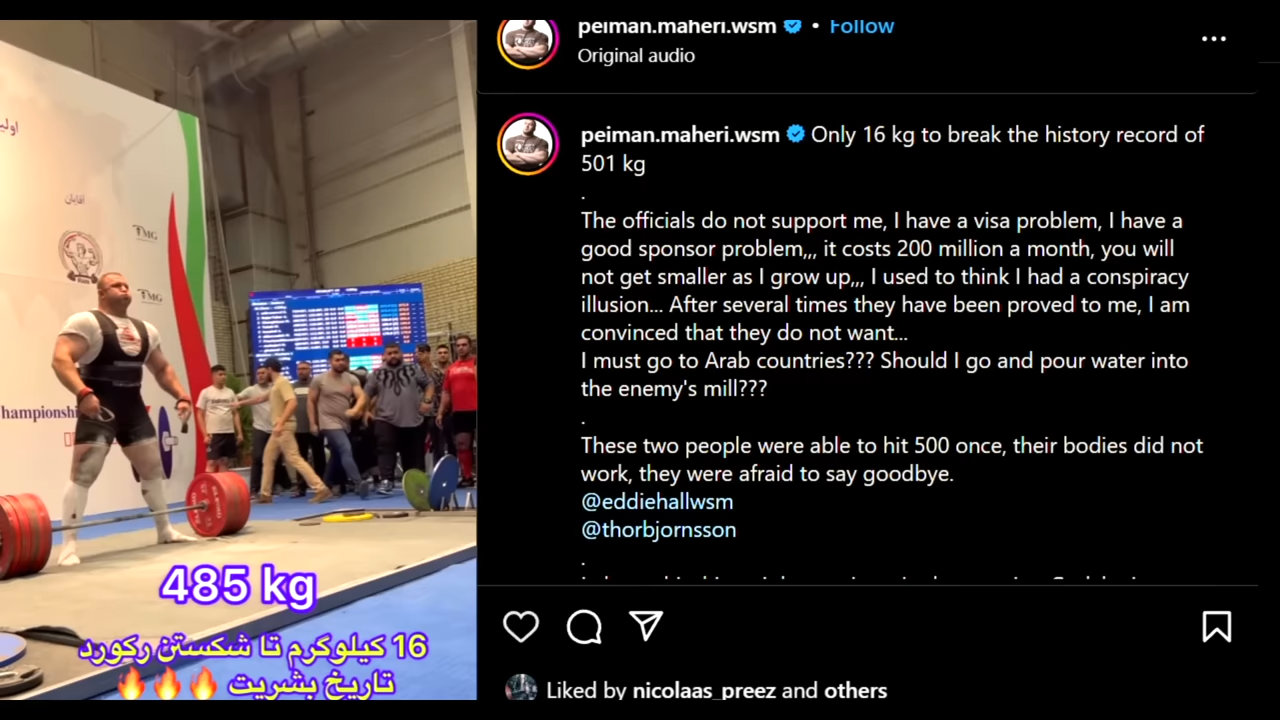 اولی
آقایان
TMG
TMG
hampionship
485 kg
16 کیلوگرم تا شکستن رکورد
تاریخ بشریت 🔥🔥🔥
peiman.maheri.wsm • Follow
Original audio
peiman.maheri.wsm Only 16 kg to break the history record of
501 kg
.
The officials do not support me, I have a visa problem, I have a
good sponsor problem,,, it costs 200 million a month, you will
not get smaller as I grow up,,, I used to think I had a conspiracy
illusion... After several times they have been proved to me, I am
convinced that they do not want...
I must go to Arab countries??? Should I go and pour water into
the enemy's mill???
.
These two people were able to hit 500 once, their bodies did not
work, they were afraid to say goodbye.
@eddiehallwsm
@thorbjornsson
.
Liked by nicolaas_preez and others